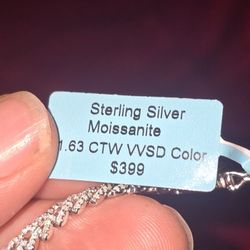 Sterling Silver
Moissanite
1.63 CTW VVSD Color
$399